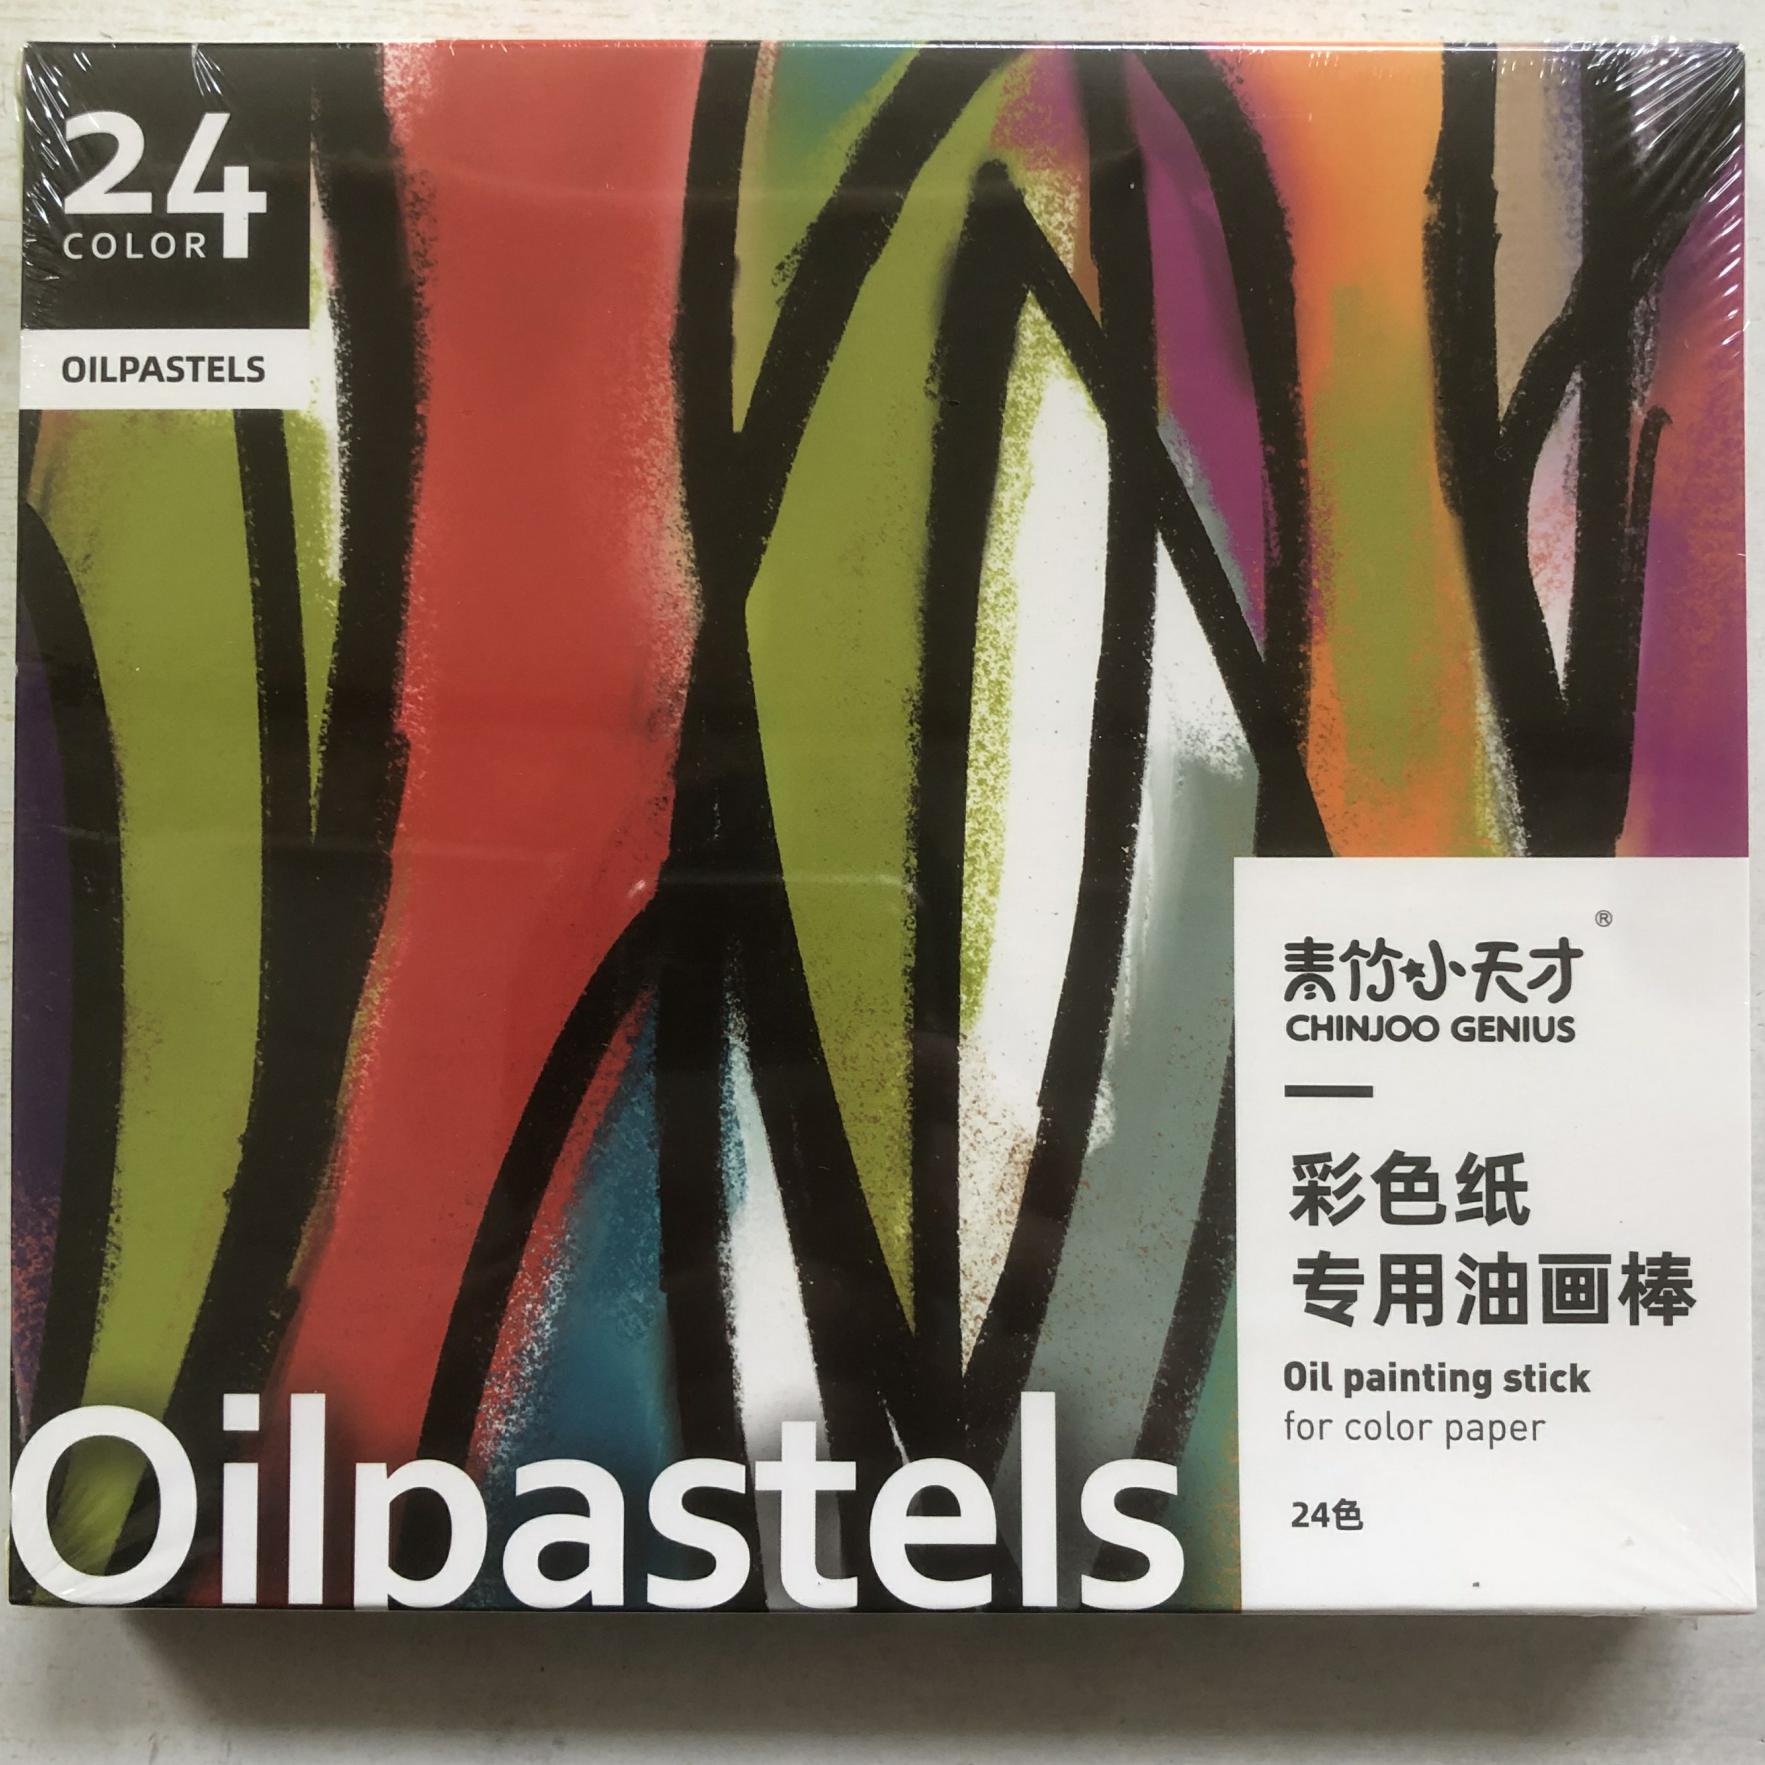 24
COLOR
OILPASTELS
®
青竹小天才
CHINJOO GENIUS
彩色纸
专用油画棒
Oil painting stick
for color paper
24色
Oilpastels